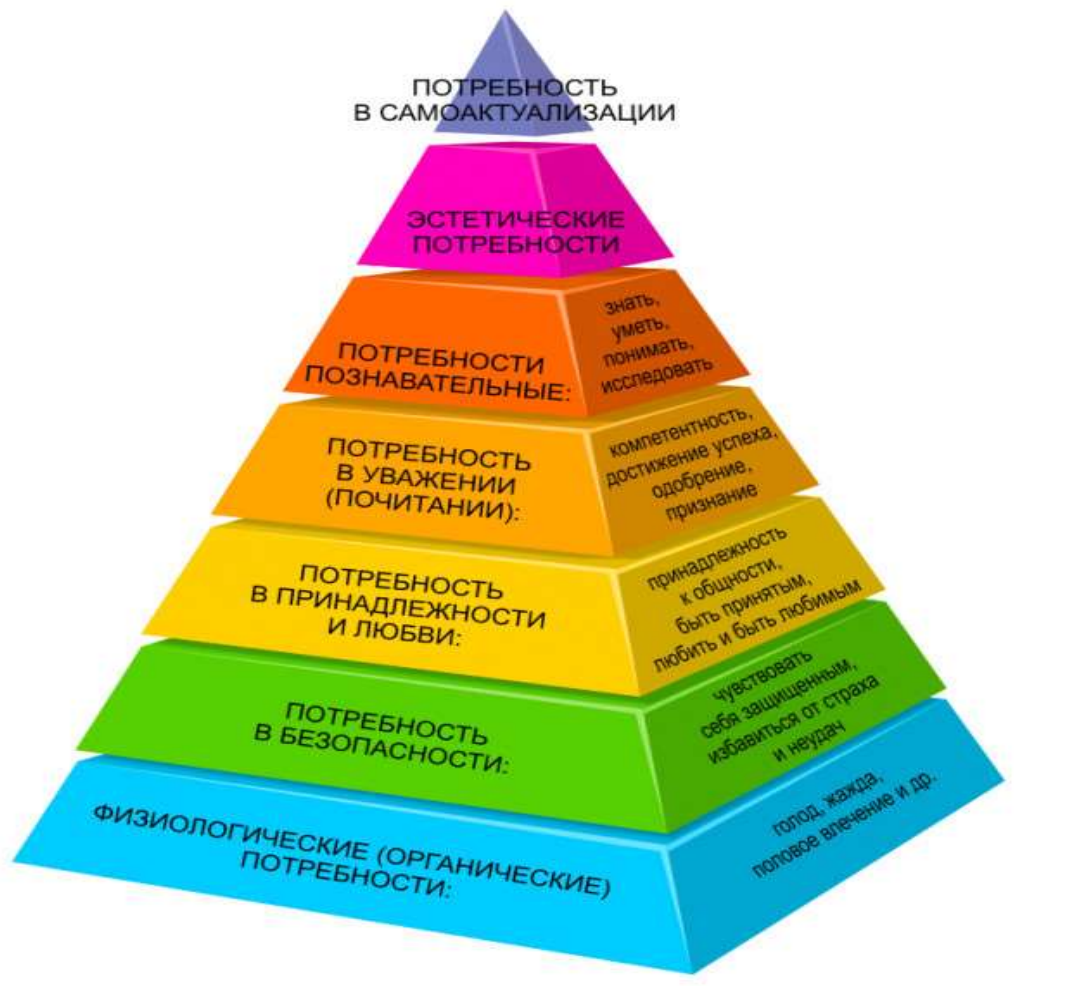 ПОТРЕБНОСТЬ
В САМОАКТУАЛИЗАЦИИ
ЭСТЕТИЧЕСКИЕ
ПОТРЕБНОСТИ
ПОТРЕБНОСТИ
ПОЗНАВАТЕЛЬНЫЕ:
знать,
уметь,
понимать,
исследовать
ПОТРЕБНОСТЬ
В УВАЖЕНИИ
(ПОЧИТАНИИ):
компетентность,
достижение успеха,
одобрение,
признание
ПОТРЕБНОСТЬ
В ПРИНАДЛЕЖНОСТИ
И ЛЮБВИ:
принадлежность
к общности,
быть принятым,
любить и быть любимым
ПОТРЕБНОСТЬ
В БЕЗОПАСНОСТИ:
чувствовать
себя защищенным,
избавиться от страха
и неудач
ФИЗИОЛОГИЧЕСКИЕ (ОРГАНИЧЕСКИЕ)
ПОТРЕБНОСТИ:
голод, жажда,
половое влечение и др.